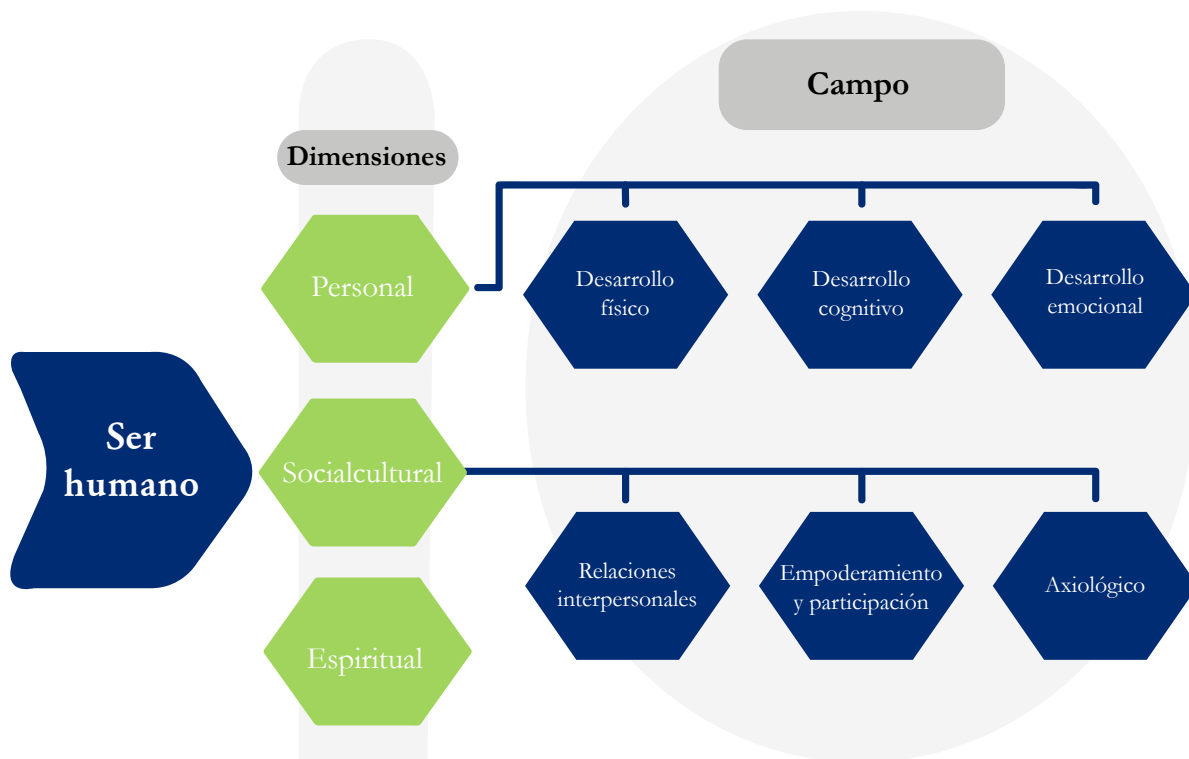 Campo
Dimensiones
Personal
Desarrollo
físico
Desarrollo
cognitivo
Desarrollo
emocional
Ser
humano
Socialcultural
Relaciones
interpersonales
Empoderamiento
y participación
Axiológico
Espiritual